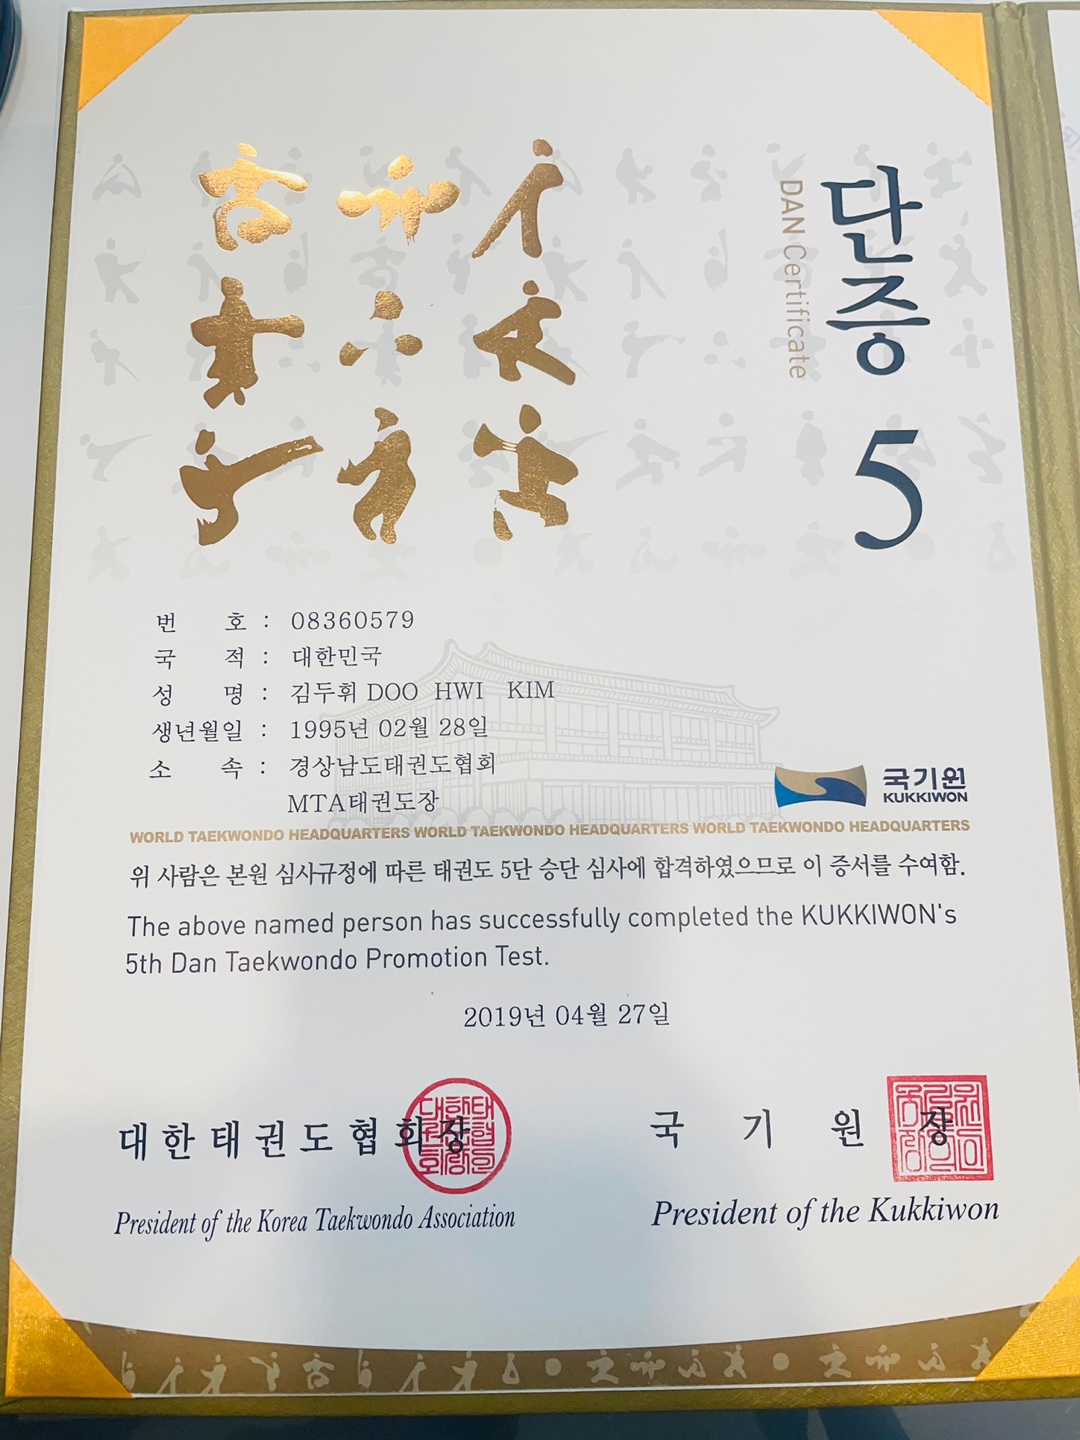 단증
DAN Certificate
5
번 호 : 08360579
국 적 : 대한민국
성 명 : 김두휘 DOO HWI KIM
생년월일 : 1995년 02월 28일
소 속 : 경상남도태권도협회
MTA태권도장
국기원
KUKKIWON
WORLD TAEKWONDO HEADQUARTERS WORLD TAEKWONDO HEADQUARTERS WORLD TAEKWONDO HEADQUARTERS
위 사람은 본원 심사규정에 따른 태권도 5단 승단 심사에 합격하였으므로 이 증서를 수여함.
The above named person has successfully completed the KUKKIWON's
5th Dan Taekwondo Promotion Test.
2019년 04월 27일
대한태권도협회장
President of the Korea Taekwondo Association
국 기 원 장
President of the Kukkiwon